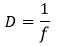 D = 1/f